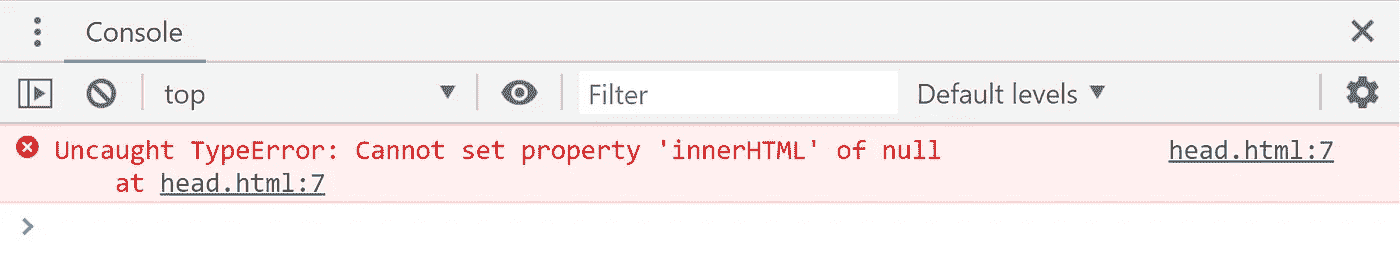 Console
top Filter Default levels
Uncaught TypeError: Cannot set property 'innerHTML' of null head.html:7
at head.html:7